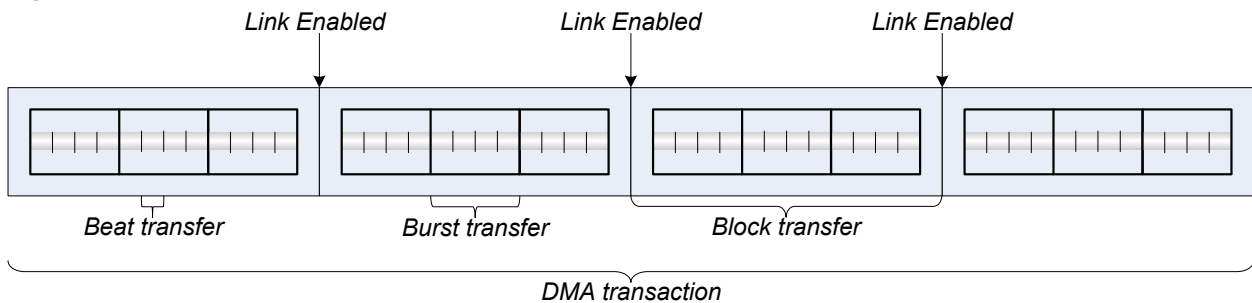 Link Enabled Link Enabled Link Enabled
Beat transfer Burst transfer Block transfer
DMA transaction